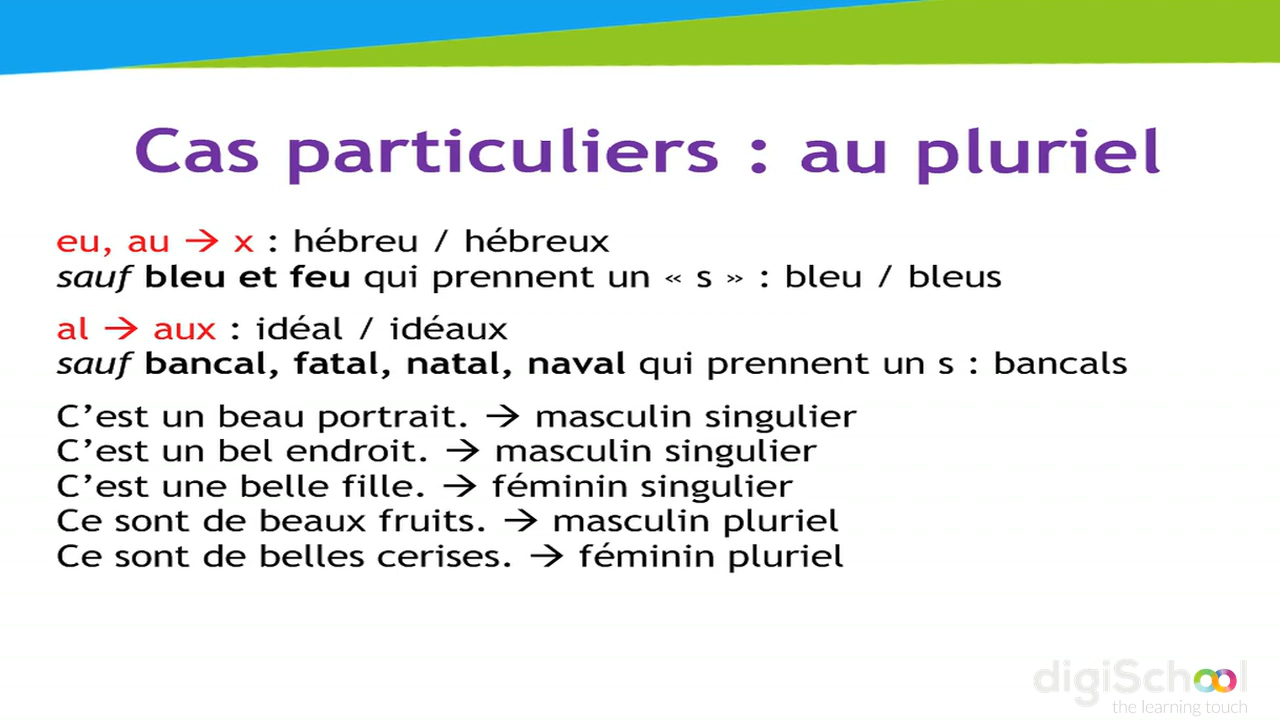 Cas particuliers : au pluriel
eu, au → x : hébreu / hébreux
sauf bleu et feu qui prennent un « s » : bleu / bleus
al → aux : idéal / idéaux
sauf bancal, fatal, natal, naval qui prennent un s : bancals
C’est un beau portrait. → masculin singulier
C’est un bel endroit. → masculin singulier
C’est une belle fille. → féminin singulier
Ce sont de beaux fruits. → masculin pluriel
Ce sont de belles cerises. → féminin pluriel
digiSchool
the learning touch